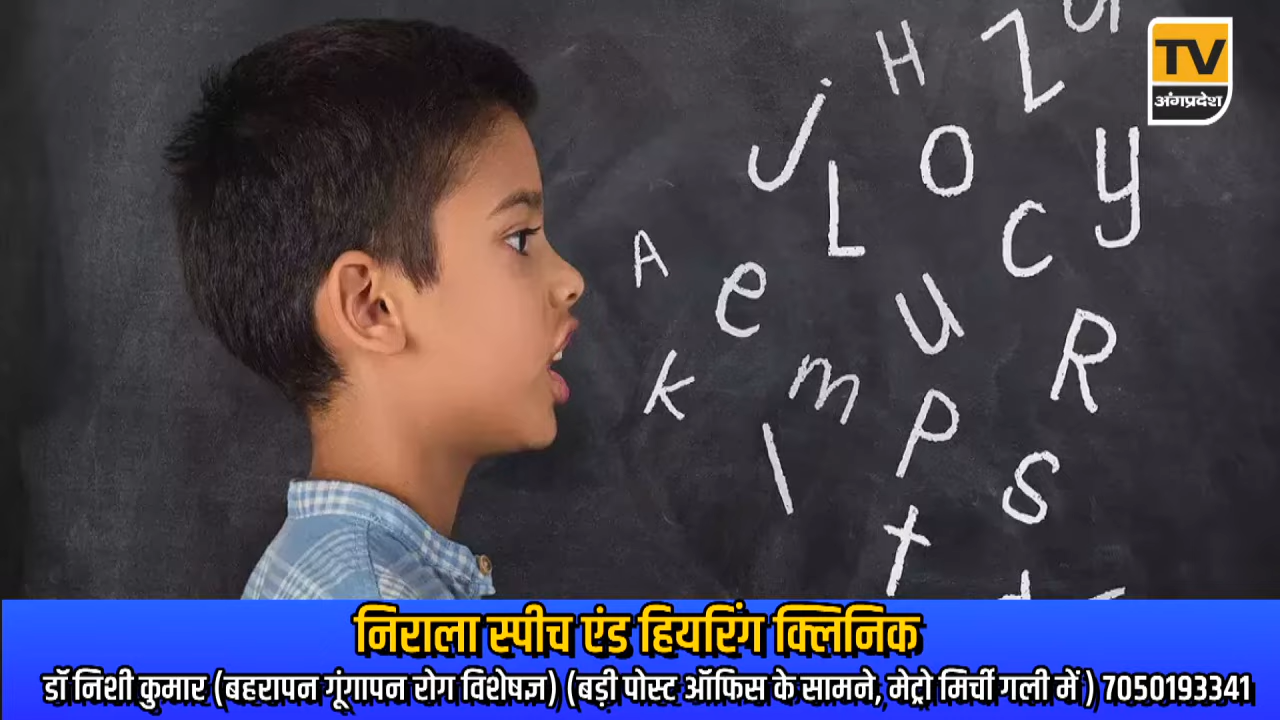 H
Z
J
L
O
C
y
A
e
u
K
m
R
l
P
S
t
TV
अंगप्रदेश
निराला स्पीच एंड हियरिंग क्लिनिक
डॉ निशी कुमार (बहरापन गूंगापन रोग विशेषज्ञ) (बड़ी पोस्ट ऑफिस के सामने, मेट्रो मिर्ची गली में ) 7050193341